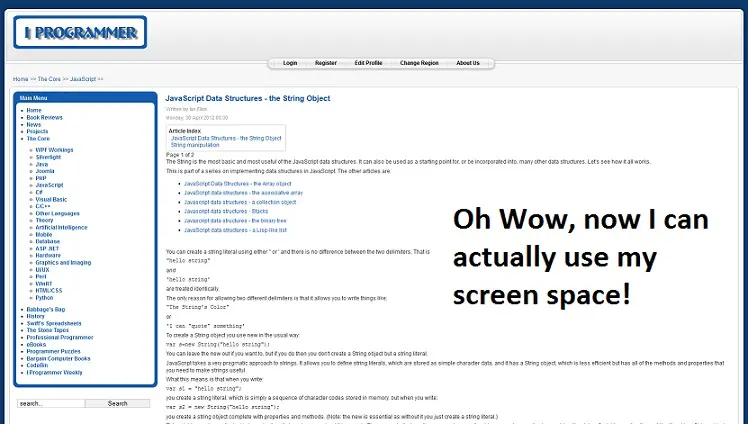 I PROGRAMMER
Login Register Edit Profile Change Region About Us
Home >> The Core >> JavaScript >>
Main Menu
Home
Book Reviews
News
Projects
The Core
WPF Workings
Silverlight
Java
Joomla
PHP
JavaScript
C#
Visual Basic
C/C++
Other Languages
Theory
Artificial Intelligence
Mobile
Database
ASP .NET
Hardware
Graphics and Imaging
UI/UX
Perl
WinRT
HTML/CSS
Python
Babbage's Bag
History
Swift's Spreadsheets
The Stone Tapes
Professional Programmer
eBooks
Programmer Puzzles
Bargain Computer Books
CodeBin
I Programmer Weekly
search...
Search
JavaScript Data Structures - the String Object
Written by Ian Elliot
Monday, 30 April 2012 00:00
Article Index
JavaScript Data Structures - the String Object
String manipulation
Page 1 of 2
The String is the most basic and most useful of the JavaScript data structures. It can also be used as a starting point for, or be incorporated into, many other data structures. Let's see how it all works.
This is part of a series on implementing data structures in JavaScript. The other articles are:
JavaScript Data Structures - the Array object
JavaScript data structures - the associative array
Javascript data structures - a collection object
JavaScript data structures - Stacks
Javascript data structures - the binary tree
JavaScript data structures - a Lisp-like list
Oh Wow, now I can
actually use my
screen space!
You can create a string literal using either " or ' and there is no difference between the two delimiters. That is
"hello string"
and
'hello string'
are treated identically.
The only reason for allowing two different delimiters is that it allows you to write things like:
"The String's Color"
or
'I can "quote" something'
To create a String object you use new in the usual way:
var s=new String("hello string");
You can leave the new out if you want to, but if you do then you don't create a String object but a string literal.
JavaScript takes a very pragmatic approach to strings. It allows you to define string literals, which are stored as simple character data, and it has a String object, which is less efficient but has all of the methods and properties that
you need to make strings useful.
What this means is that when you write:
var s1 = "hello string";
you create a string literal, which is simply a sequence of character codes stored in memory, but when you write:
var s2 = new String("hello string");
you create a string object complete with properties and methods. (Note: the new is essential as without it you just create a string literal.)